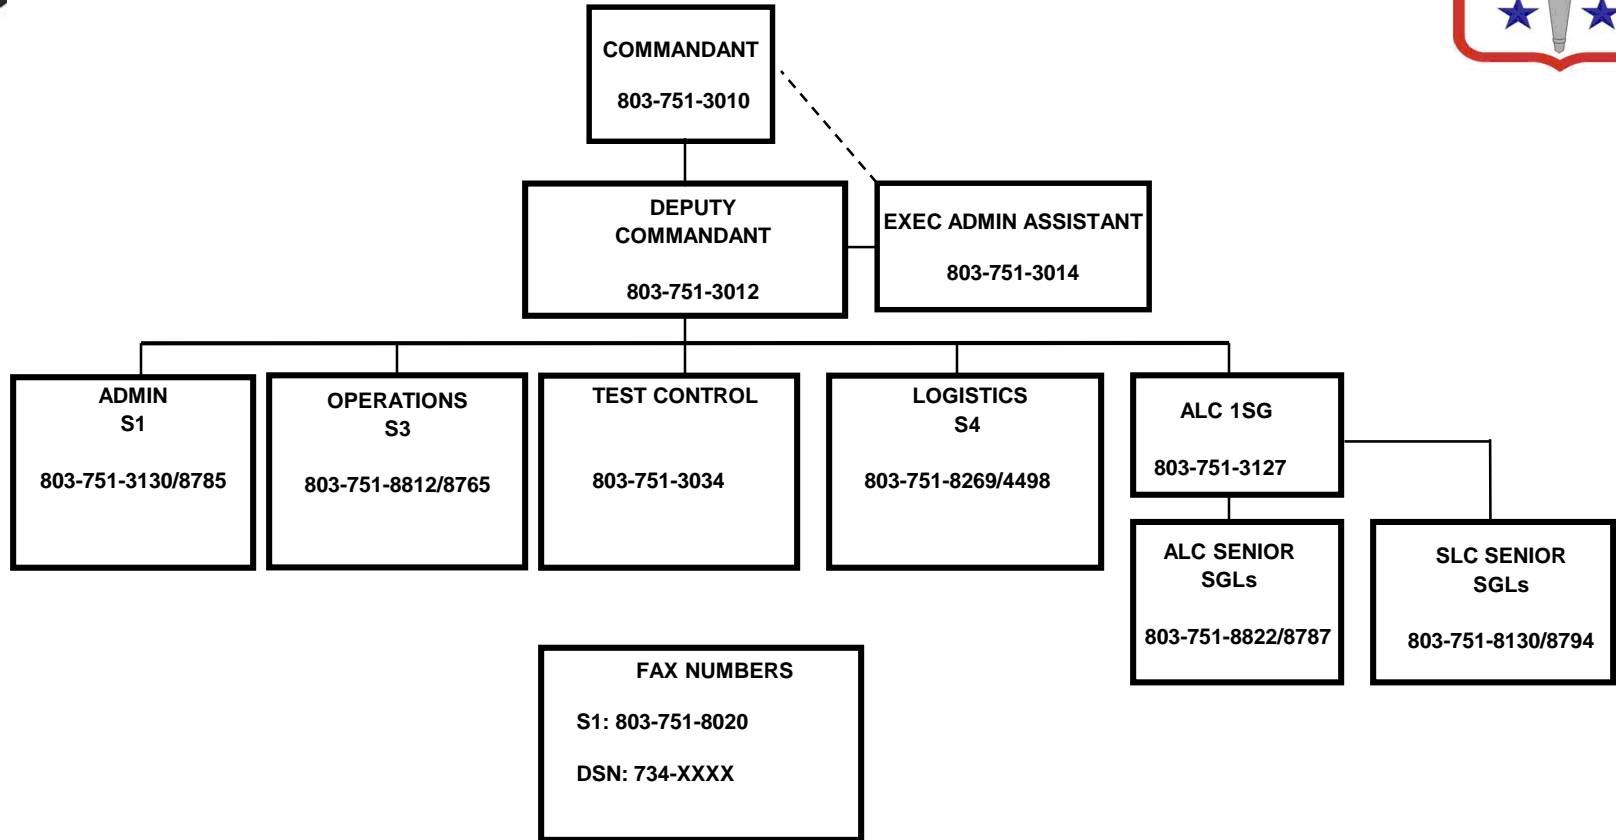 COMMANDANT
803-751-3010
DEPUTY
COMMANDANT
803-751-3012
EXEC ADMIN ASSISTANT
803-751-3014
ADMIN
S1
803-751-3130/8785
OPERATIONS
S3
803-751-8812/8765
TEST CONTROL
803-751-3034
LOGISTICS
S4
803-751-8269/4498
ALC 1SG
803-751-3127
ALC SENIOR
SGLs
803-751-8822/8787
SLC SENIOR
SGLs
803-751-8130/8794
FAX NUMBERS
S1: 803-751-8020
DSN: 734-XXXX